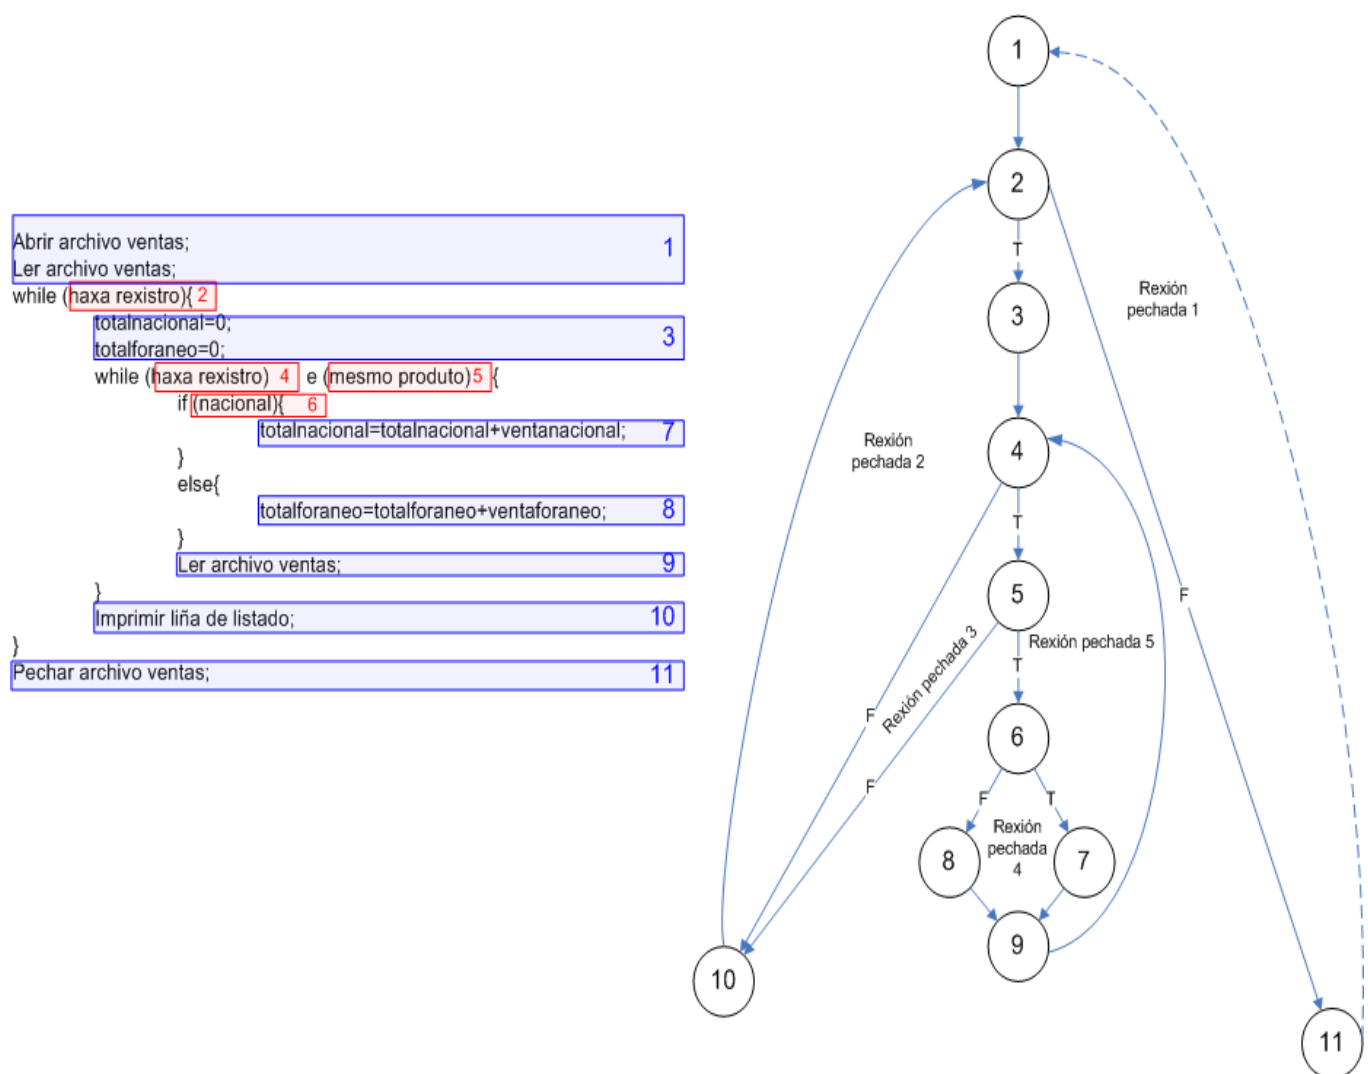 Abrir archivo ventas;
Ler archivo ventas;
1
while (haxa rexistro){ 2
totalnacional=0;
totalforaneo=0;
3
while (haxa rexistro) 4 e (mesmo produto) 5 {
if (nacional){ 6
totalnacional=totalnacional+ventanacional; 7
}
else{
totalforaneo=totalforaneo+ventaforaneo; 8
}
Ler archivo ventas; 9
}
Imprimir liña de listado; 10
}
Pechar archivo ventas; 11
1
2
T
Rexión
pechada 1
3
Rexión
pechada 2
4
T
5
F
Rexión pechada 3
Rexión pechada 5
T
F
6
F
F
T
Rexión
pechada
4
8
7
9
10
11